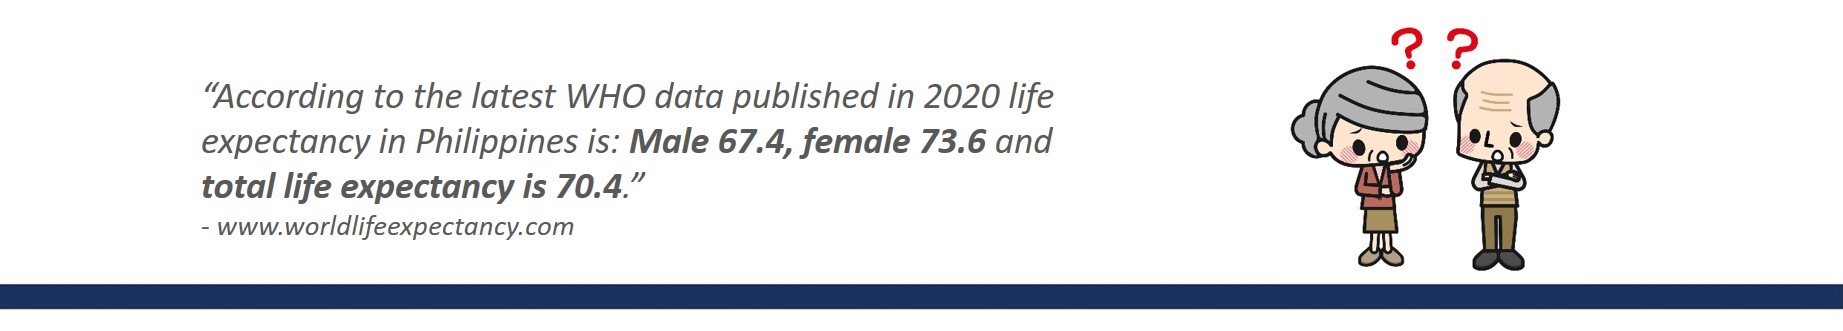 ? ?
“According to the latest WHO data published in 2020 life
expectancy in Philippines is: Male 67.4, female 73.6 and
total life expectancy is 70.4.”
- www.worldlifeexpectancy.com